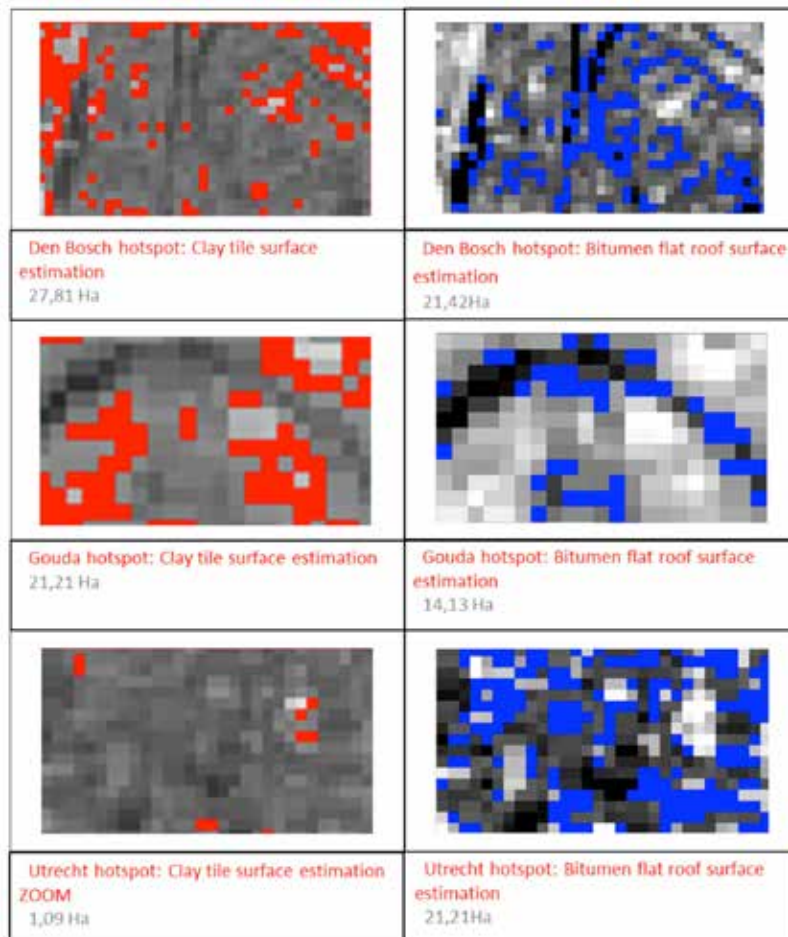 Den Bosch hotspot: Clay tile surface
estimation
27,81 Ha
Den Bosch hotspot: Bitumen flat roof surface
estimation
21,42Ha
Gouda hotspot: Clay tile surface estimation
21,21 Ha
Gouda hotspot: Bitumen flat roof surface
estimation
14,13 Ha
Utrecht hotspot: Clay tile surface estimation
ZOOM
1,09 Ha
Utrecht hotspot: Bitumen flat roof surface
estimation
21,21Ha